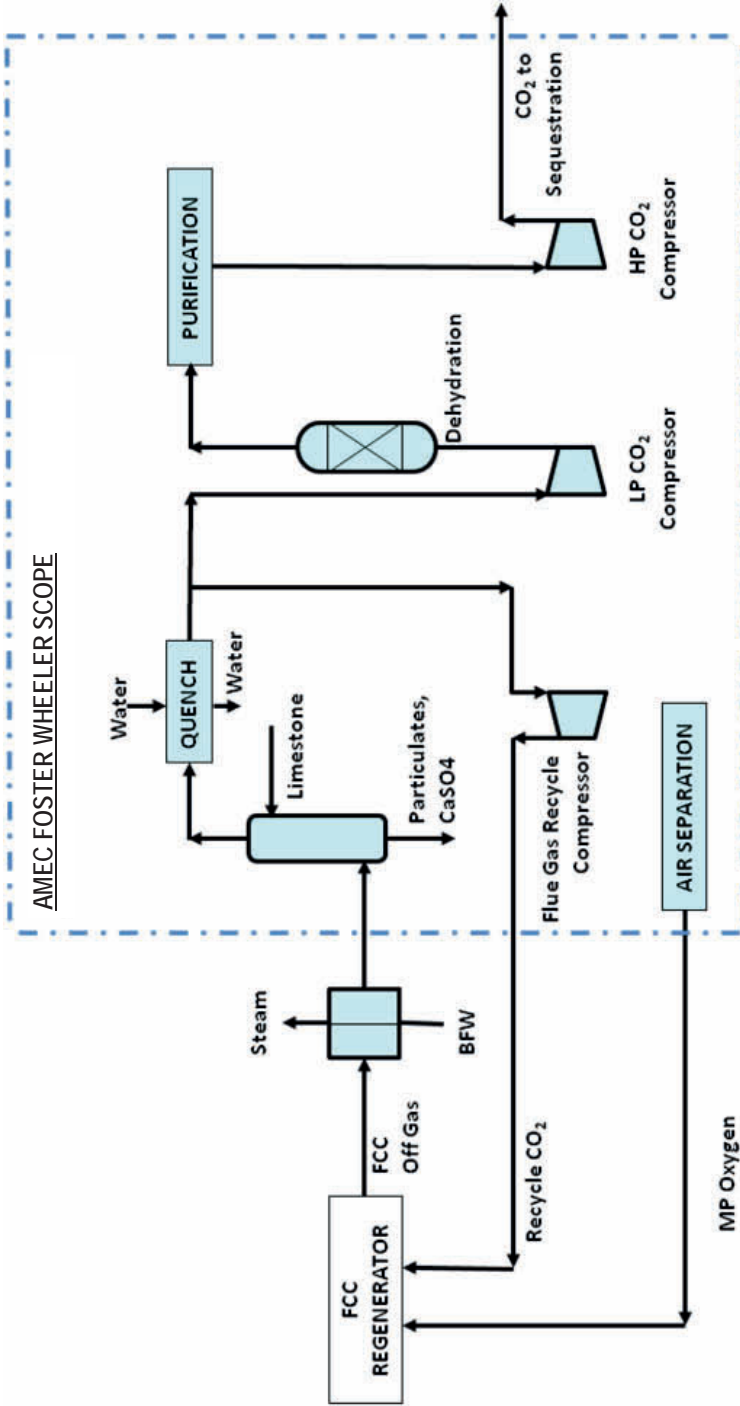 AMEC FOSTER WHEELER SCOPE
FCC
REGENERATOR
FCC
Off Gas
Steam
BFW
Limestone
Particulates,
CaSO4
Water
QUENCH
Water
Dehydration
PURIFICATION
LP CO₂
Compressor
HP CO₂
Compressor
CO₂ to
Sequestration
Flue Gas Recycle
Compressor
Recycle CO₂
AIR SEPARATION
MP Oxygen